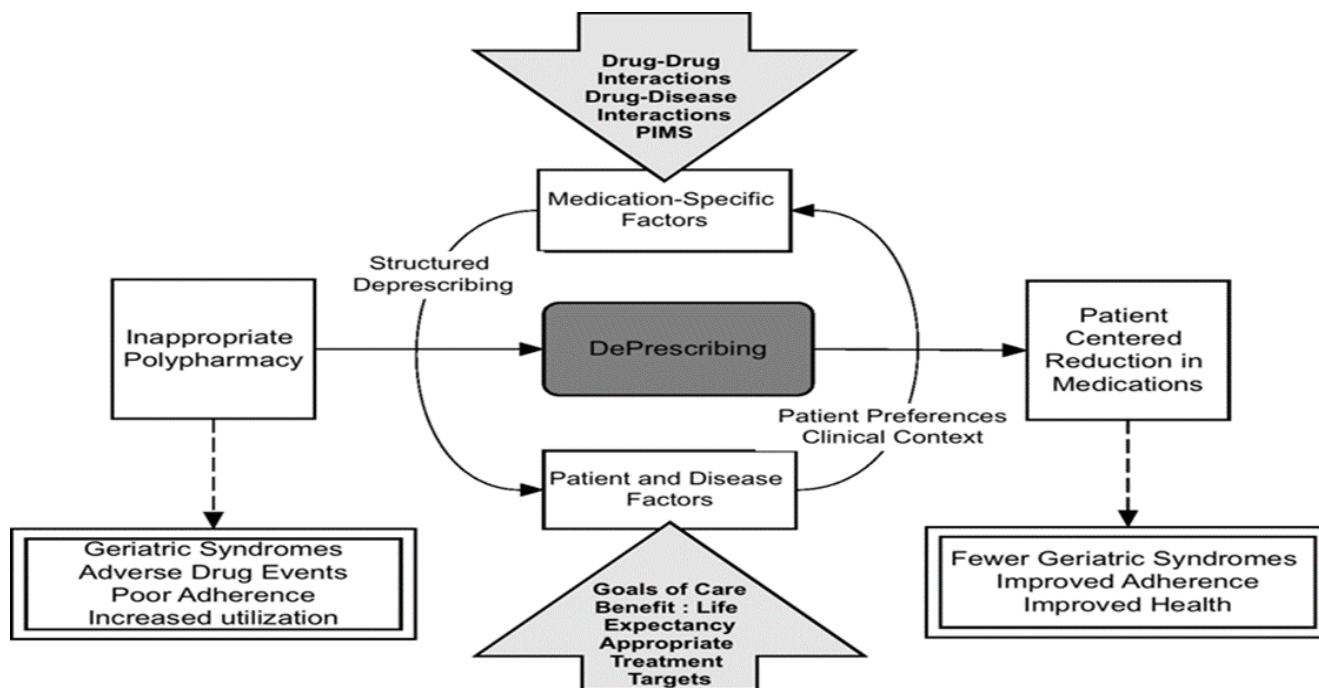 Drug-Drug
Interactions
Drug-Disease
Interactions
PIMS
Medication-Specific
Factors
Structured
Deprescribing
Inappropriate
Polypharmacy
DePrescribing
Patient
Centered
Reduction in
Medications
Patient Preferences
Clinical Context
Patient and Disease
Factors
Geriatric Syndromes
Adverse Drug Events
Poor Adherence
Increased utilization
Fewer Geriatric Syndromes
Improved Adherence
Improved Health
Goals of Care
Benefit : Life
Expectancy
Appropriate
Treatment
Targets